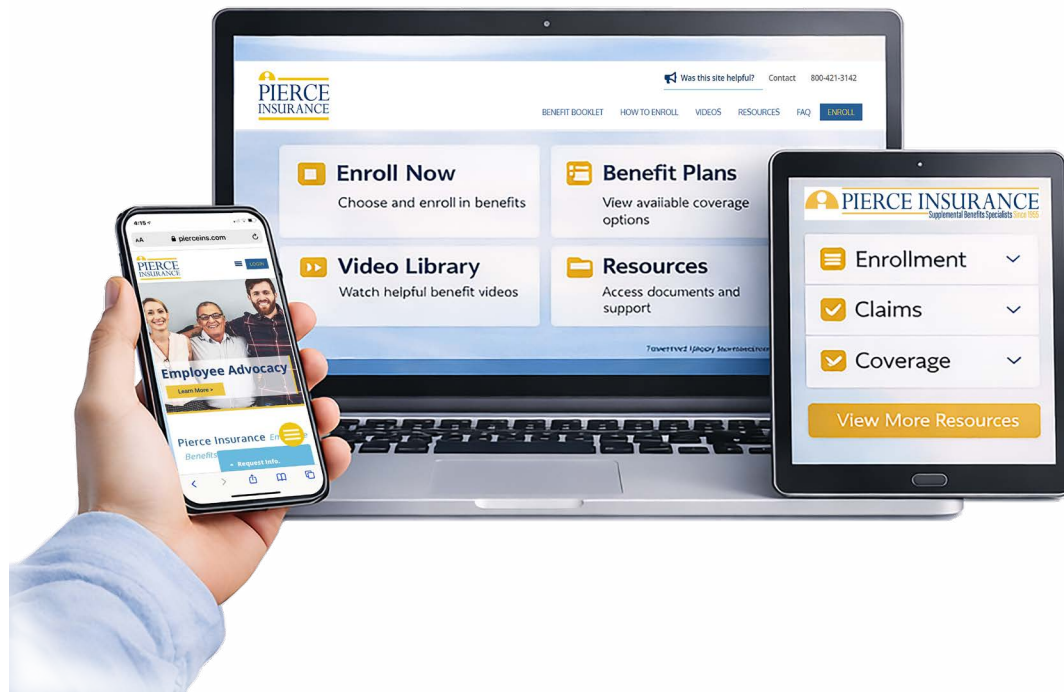 PIERCE
INSURANCE
Was this site helpful?
Contact
800-421-3142
BENEFIT BOOKLET
HOW TO ENROLL
VIDEOS
RESOURCES
FAQ
ENROLL
Enroll Now
Choose and enroll in benefits
Benefit Plans
View available coverage
options
Video Library
Watch helpful benefit videos
Resources
Access documents and
support
4:15
AA
pierceins.com
PIERCE
INSURANCE
LOGIN
Employee Advocacy
Learn More »
Pierce Insurance
Benefits
• Request Info.
PIERCE INSURANCE
Supplemental Benefits Specialists Since 1955
Enrollment
Claims
Coverage
View More Resources